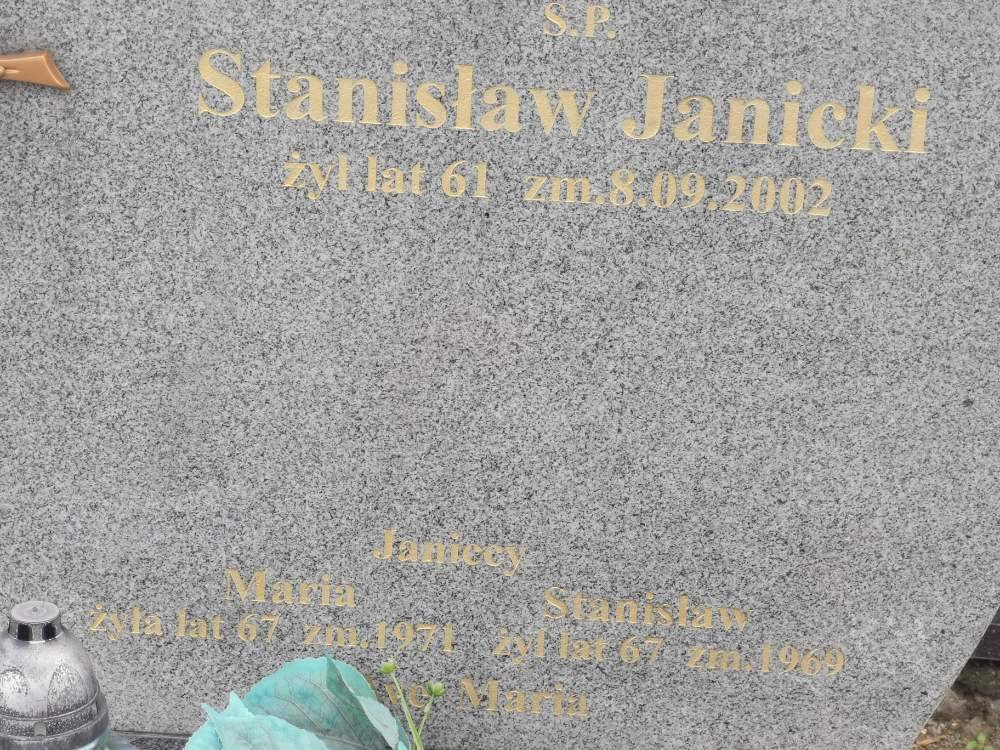 Ś.P.
Stanisław Janicki
żył lat 61 zm.8.09.2002
Janiccy
Maria Stanisław
żyła lat 67 zm.1971 żył lat 67 zm.1969
Maria